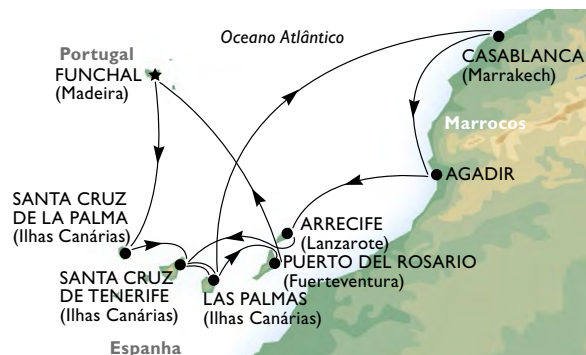 Oceano Atlântico
Portugal
FUNCHAL
(Madeira)
CASABLANCA
(Marrakech)
Marrocos
AGADIR
SANTA CRUZ
DE LA PALMA
(Ilhas Canárias)
ARRECIFE
(Lanzarote)
PUERTO DEL ROSARIO
(Fuerteventura)
SANTA CRUZ
DE TENERIFE
(Ilhas Canárias)
LAS PALMAS
(Ilhas Canárias)
Espanha